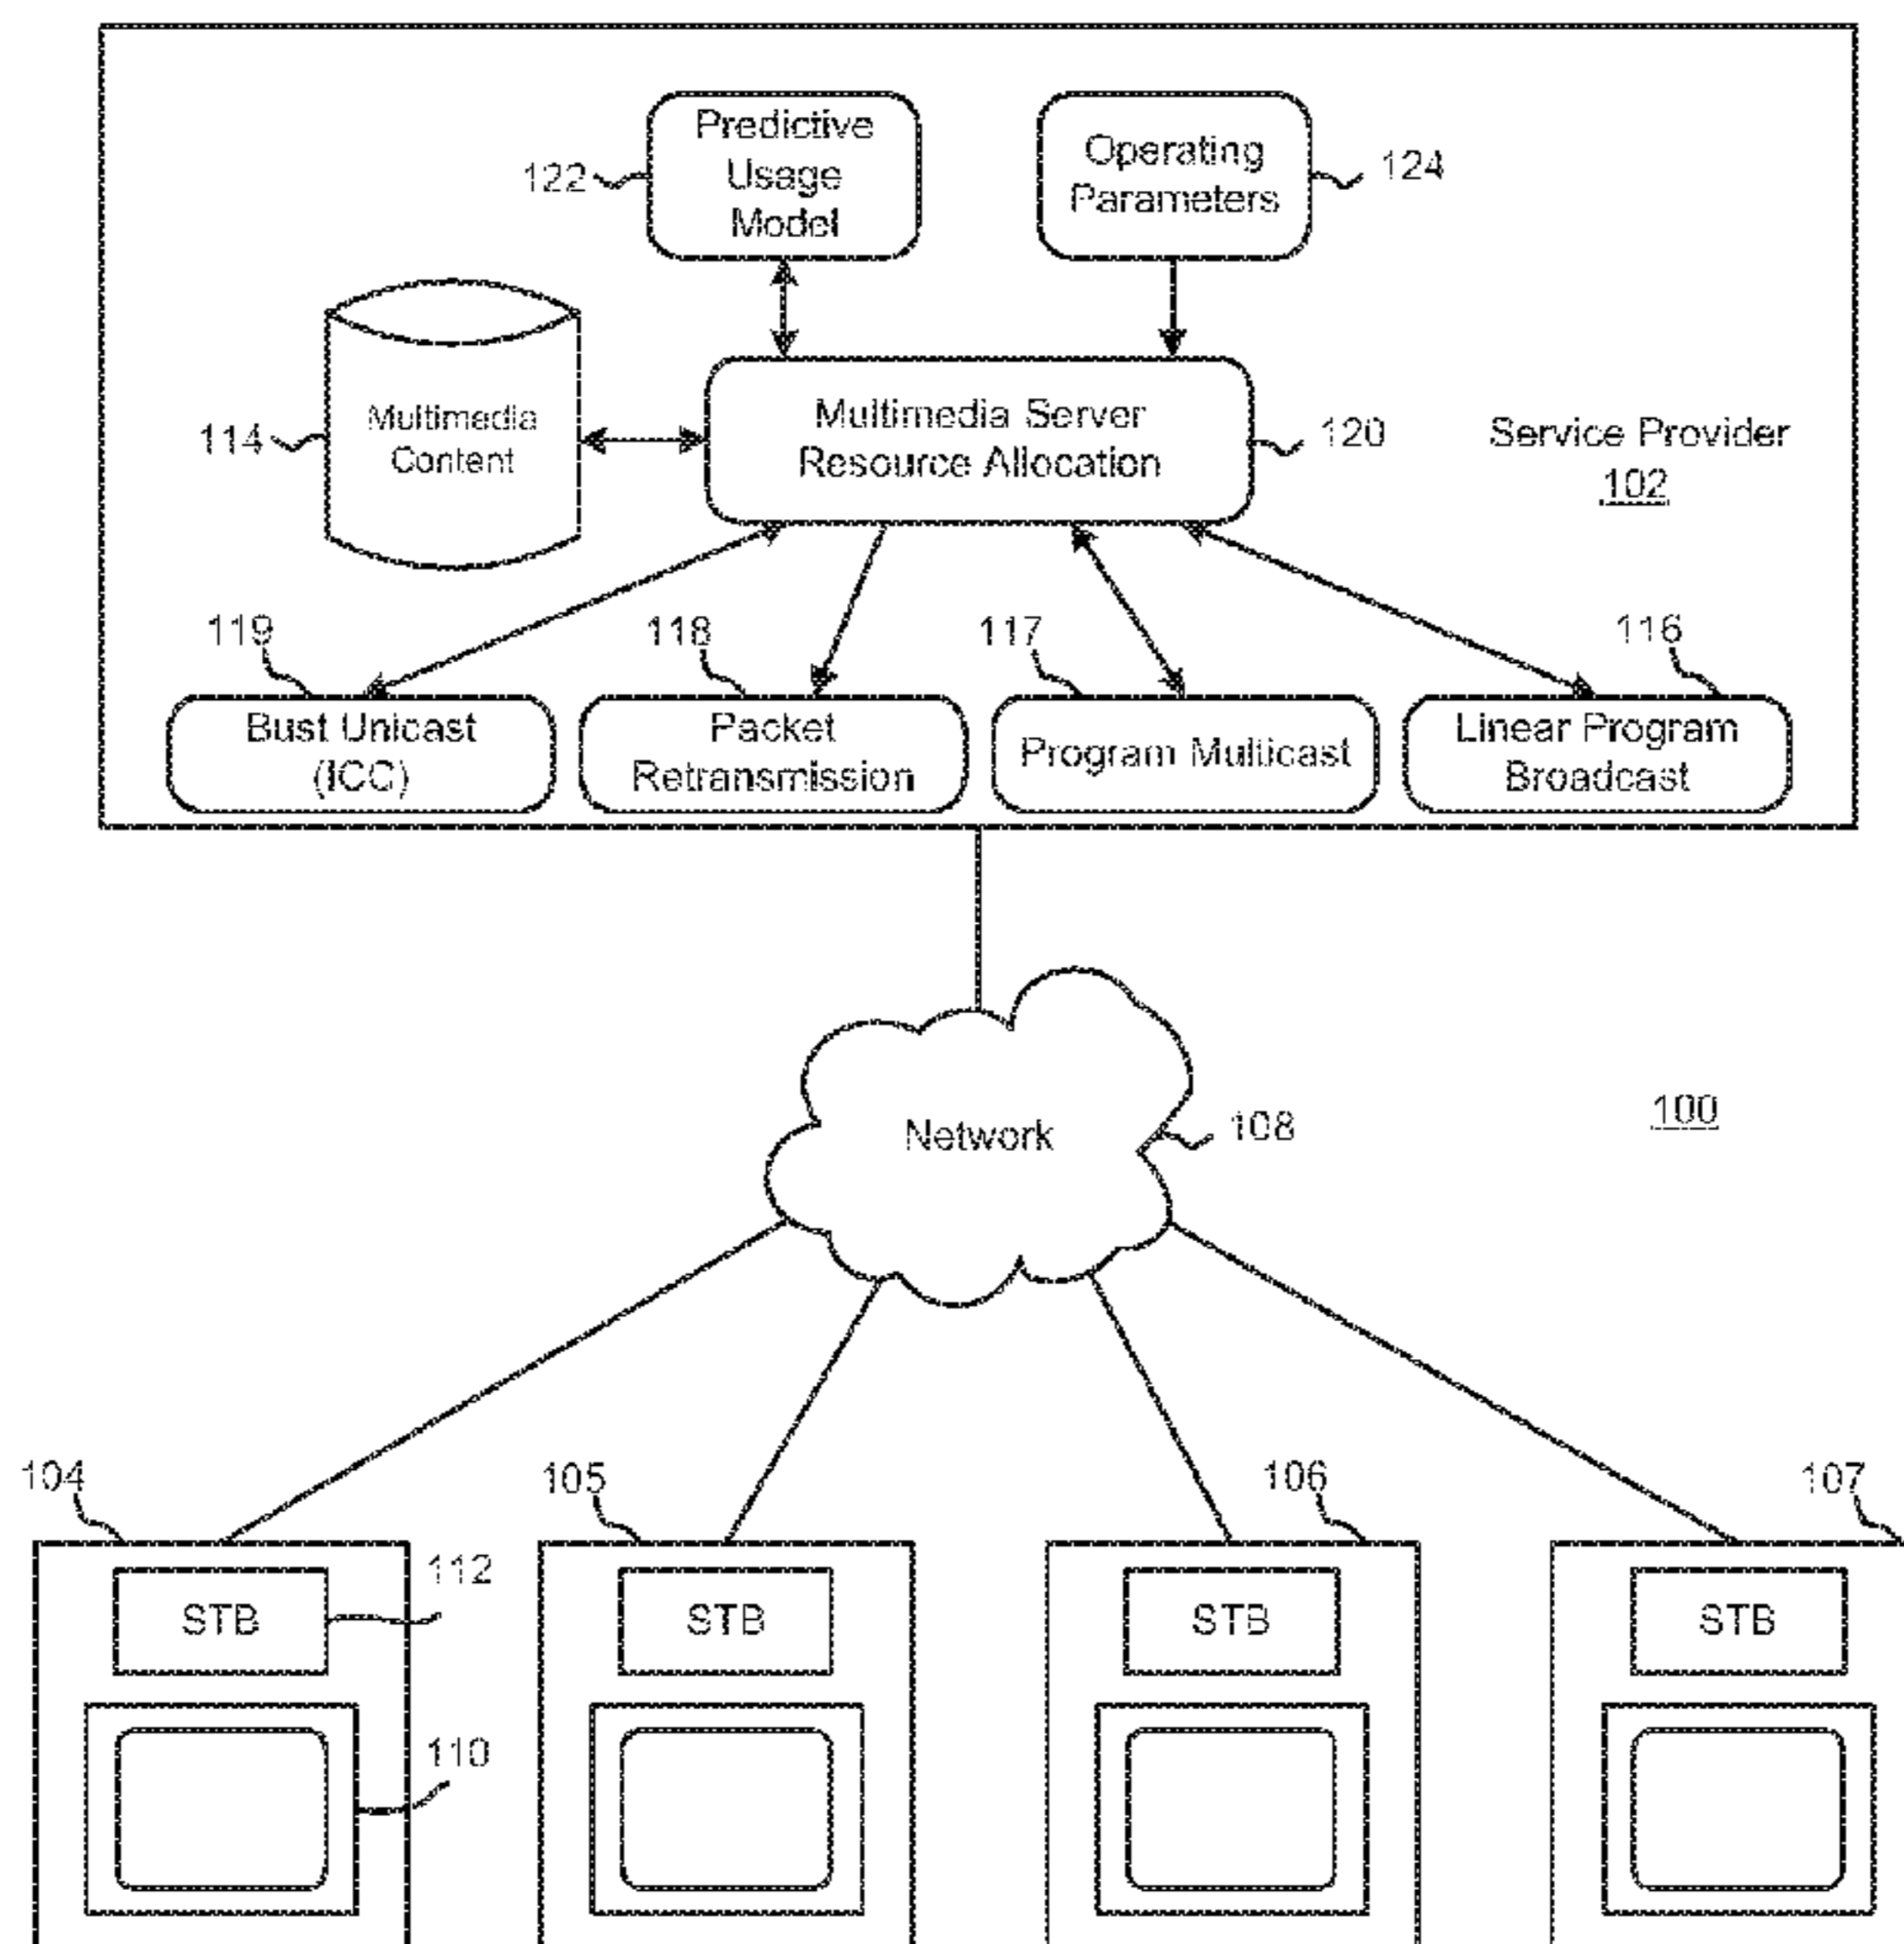 Predictive
Usage
Model
122
Operating
Parameters
124
Multimedia
Content
114
Multimedia Server
Resource Allocation
120
Service Provider
102
119
118
117
116
Bust Unicast
(ICC)
Packet
Retransmission
Program Multicast
Linear Program
Broadcast
Network
108
100
104
105
106
107
STB
112
STB
STB
STB
110